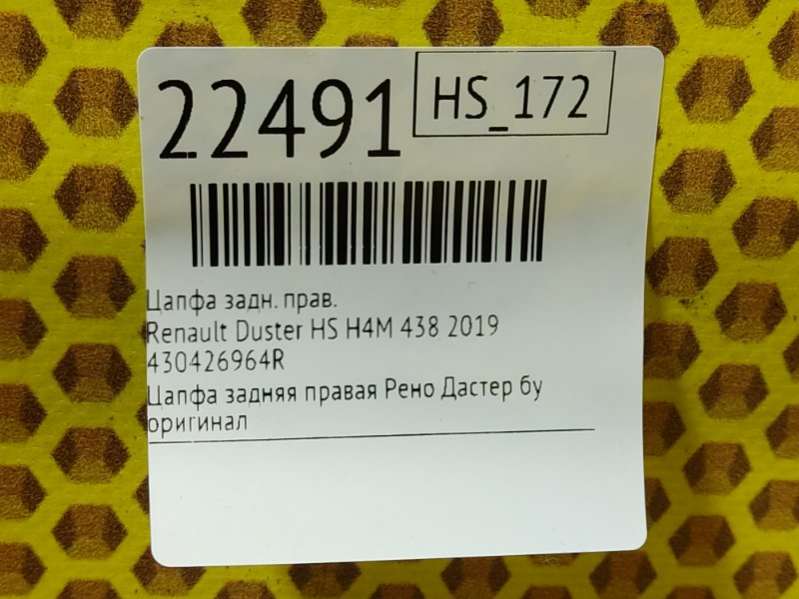 22491
HS_172
Цапфа задн. прав.
Renault Duster HS H4M 438 2019
430426964R
Цапфа задняя правая Рено Дастер бу
оригинал